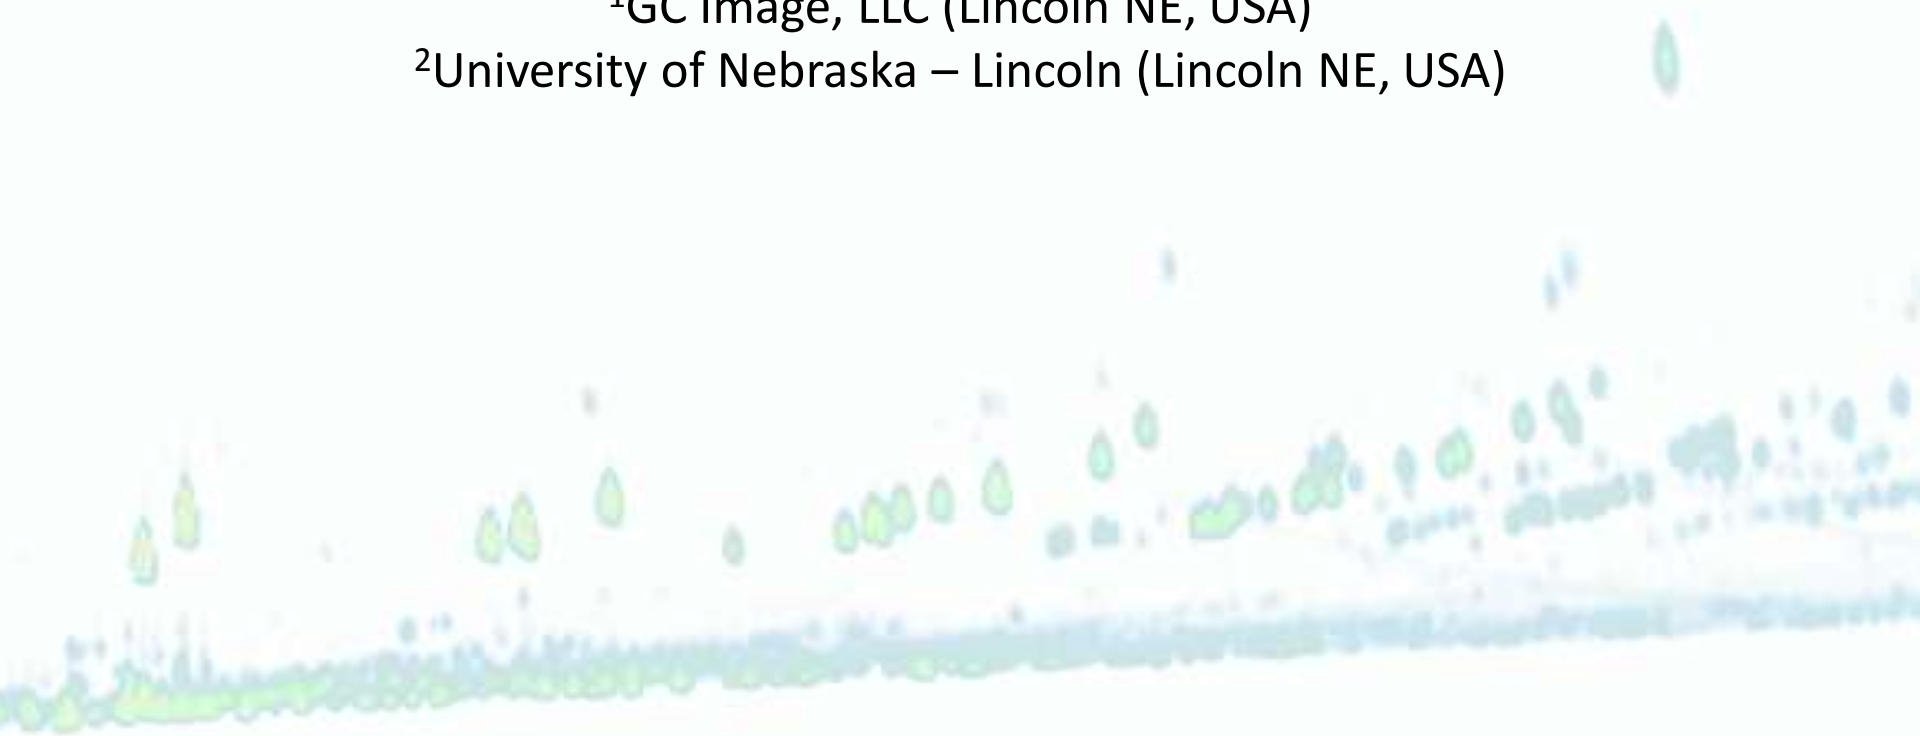 ¹GC Image, LLC (Lincoln NE, USA)
²University of Nebraska – Lincoln (Lincoln NE, USA)